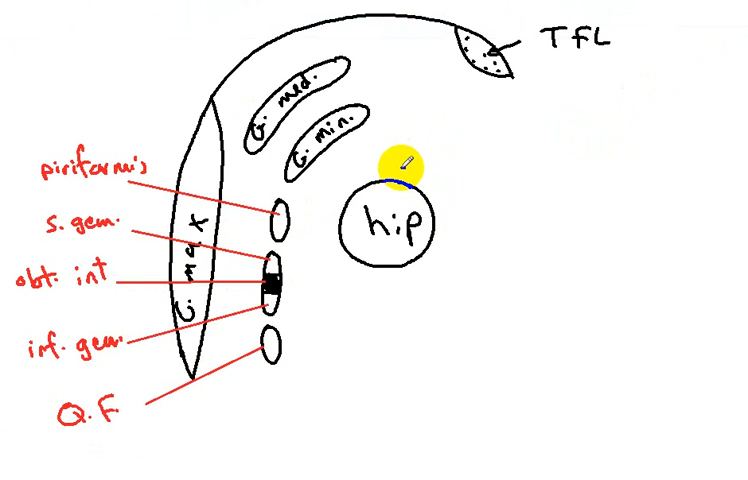 TFL
G. med.
G. min.
piriformis
s. gem.
G. max
hip
obt. int
inf. gem.
Q.F.